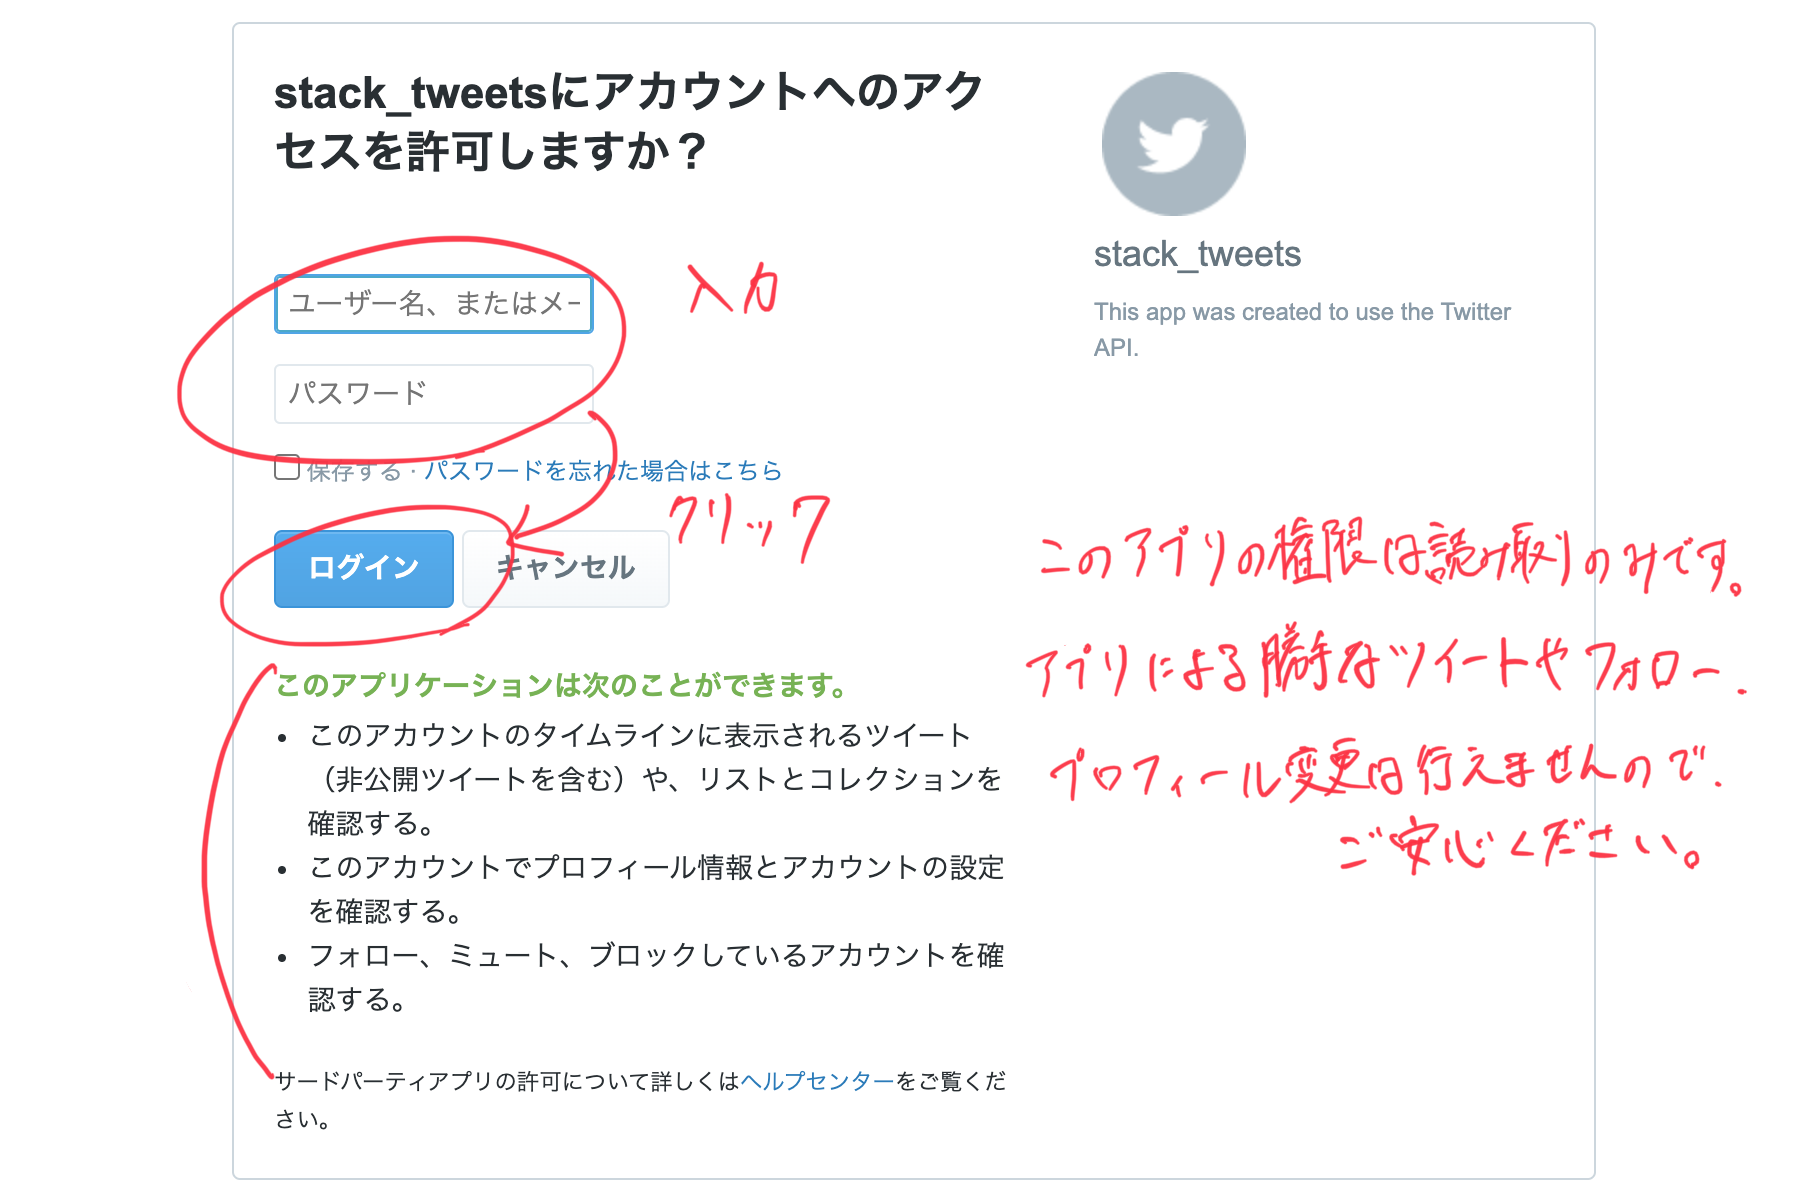 stack_tweetsにアカウントへのアク
セスを許可しますか？
ユーザー名、またはメー
入力
パスワード
保存する · パスワードを忘れた場合はこちら
クリック
ログイン
キャンセル
このアプリケーションは次のことができます。
このアカウントのタイムラインに表示されるツイート
（非公開ツイートを含む）や、リストとコレクションを
確認する。
このアカウントでプロフィール情報とアカウントの設定
を確認する。
フォロー、ミュート、ブロックしているアカウントを確
認する。
サードパーティアプリの許可について詳しくはヘルプセンターをご覧くだ
さい。
stack_tweets
This app was created to use the Twitter
API.
このアプリの権限は読み取りのみです。
アプリによる勝手なツイートやフォロー、
プロフィール変更は行えませんので、
ご安心ください。